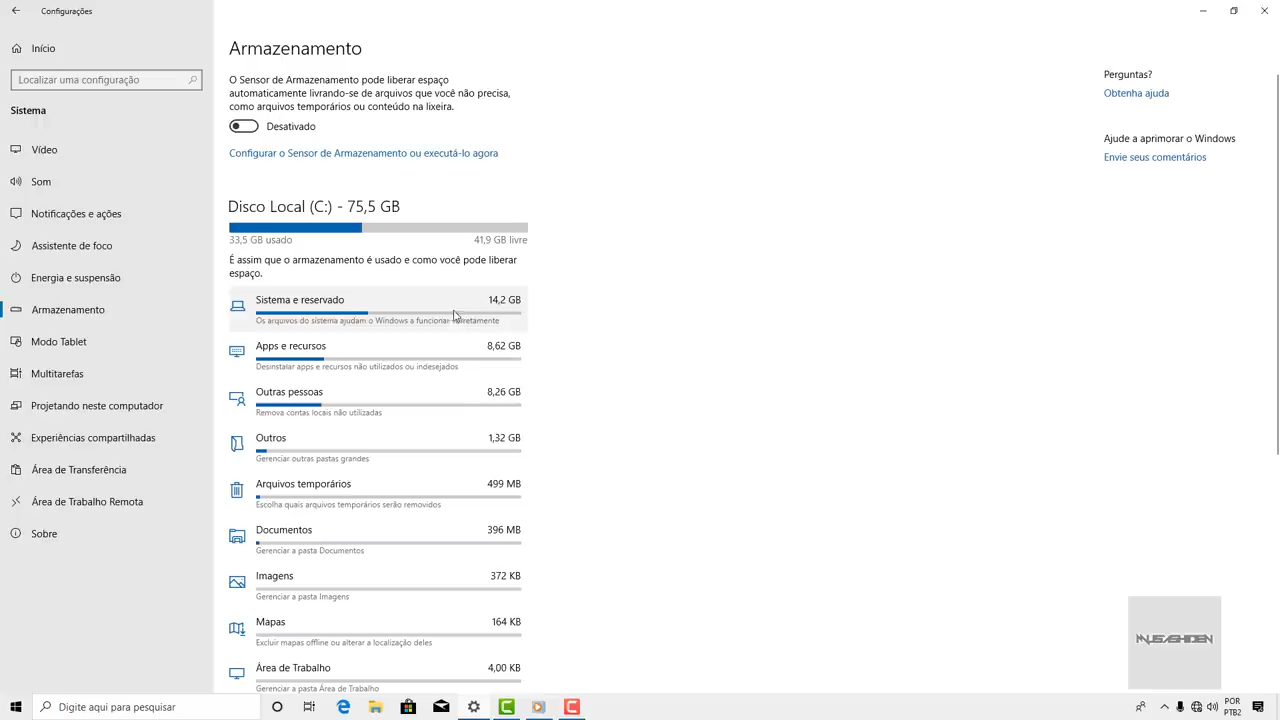 Configurações
Início
Localizar uma configuração
Sistema
Vídeo
Som
Notificações e ações
Assistente de foco
Energia e suspensão
Armazenamento
Modo Tablet
Multitarefas
Projetando neste computador
Experiências compartilhadas
Área de Transferência
Área de Trabalho Remota
Sobre
Armazenamento
O Sensor de Armazenamento pode liberar espaço
automaticamente livrando-se de arquivos que você não precisa,
como arquivos temporários ou conteúdo na lixeira.
Desativado
Configurar o Sensor de Armazenamento ou executá-lo agora
Disco Local (C:) - 75,5 GB
33,5 GB usado 41,9 GB livre
É assim que o armazenamento é usado e como você pode liberar
espaço.
Sistema e reservado 14,2 GB
Os arquivos do sistema ajudam o Windows a funcionar corretamente
Apps e recursos 8,62 GB
Desinstalar apps e recursos não utilizados ou indesejados
Outras pessoas 8,26 GB
Remova contas locais não utilizadas
Outros 1,32 GB
Gerenciar outras pastas grandes
Arquivos temporários 499 MB
Escolha quais arquivos temporários serão removidos
Documentos 396 MB
Gerenciar a pasta Documentos
Imagens 372 KB
Gerenciar a pasta Imagens
Mapas 164 KB
Excluir mapas offline ou alterar a localização deles
Área de Trabalho 4,00 KB
Gerenciar a pasta Área de Trabalho
Perguntas?
Obtenha ajuda
Ajude a aprimorar o Windows
Envie seus comentários
Digite aqui para pesquisar
POR
PTB2